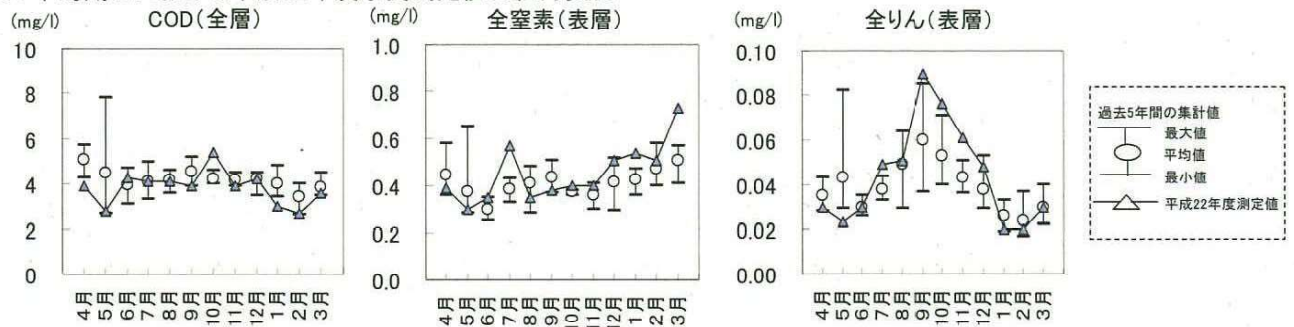 (mg/l)
COD(全層)
10
8
6
4
2
0
4月 5月 6月 7月 8月 9月 10月 11月 12月 1月 2月 3月
(mg/l)
全窒素(表層)
1.0
0.8
0.6
0.4
0.2
0.0
4月 5月 6月 7月 8月 9月 10月 11月 12月 1月 2月 3月
(mg/l)
全りん(表層)
0.10
0.08
0.06
0.04
0.02
0.00
4月 5月 6月 7月 8月 9月 10月 11月 12月 1月 2月 3月
過去5年間の集計値
最大値
平均値
最小値
平成22年度測定値